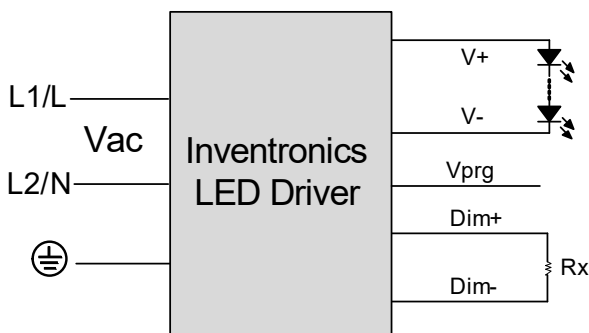 L1/L
Vac
L2/N
Inventronics
LED Driver
V+
V-
Vprg
Dim+
Rx
Dim-